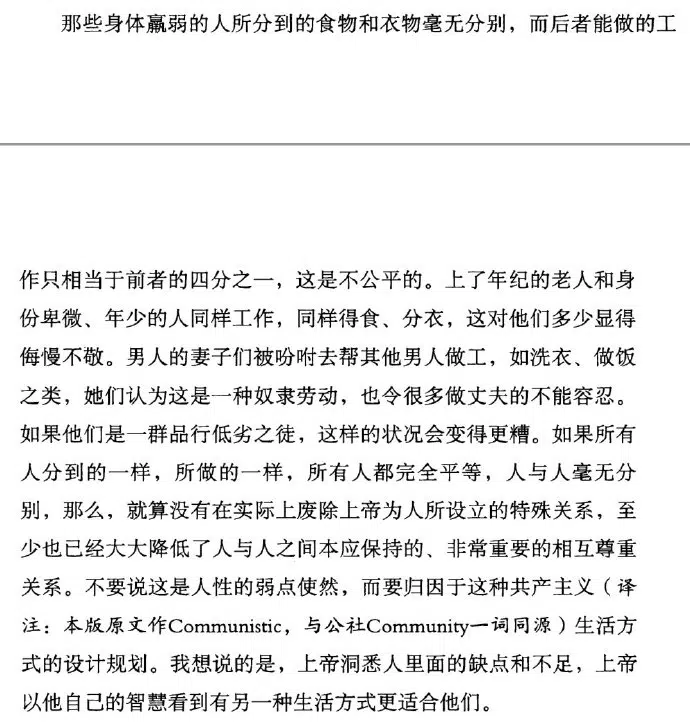 那些身体羸弱的人所分到的食物和衣物毫无分别，而后者能做的工
作只相当于前者的四分之一，这是不公平的。上了年纪的老人和身
份卑微、年少的人同样工作，同样得食、分衣，这对他们多少显得
侮慢不敬。男人的妻子们被吩咐去帮其他男人做工，如洗衣、做饭
之类，她们认为这是一种奴隶劳动，也令很多做丈夫的不能容忍。
如果他们是一群品行低劣之徒，这样的状况会变得更糟。如果所有
人分到的一样，所做的一样，所有人都完全平等，人与人毫无分
别，那么，就算没有在实际上废除上帝为人所设立的特殊关系，至
少也已经大大降低了人与人之间本应保持的、非常重要的相互尊重
关系。不要说这是人性的弱点使然，而要归因于这种共产主义（译
注：本版原文作Communistic，与公社Community一词同源）生活方
式的设计规划。我想说的是，上帝洞悉人里面的缺点和不足，上帝
以他自己的智慧看到有另一种生活方式更适合他们。